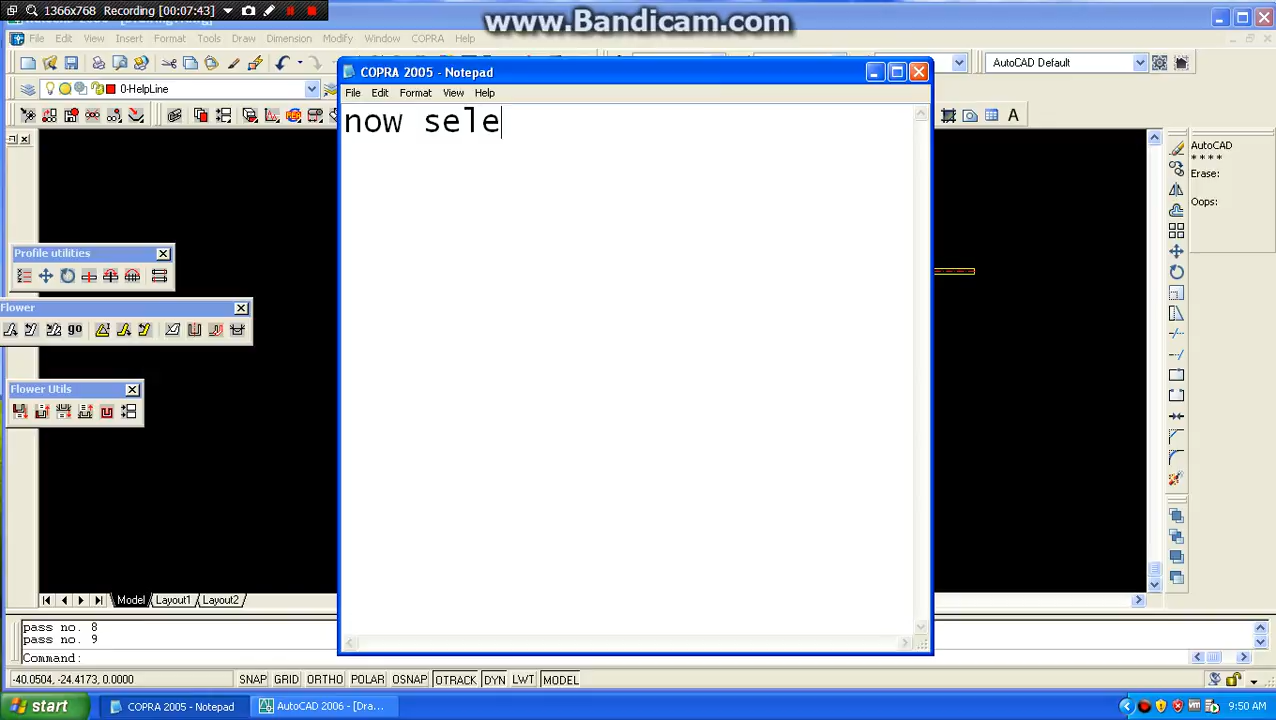 1366x768 Recording [00:07:43]
www.Bandicam.com
File Edit View Insert Format Tools Draw Dimension Modify Window COPRA Help
0-HelpLine
AutoCAD Default
COPRA 2005 - Notepad
File Edit Format View Help
now sele
AutoCAD
* * * *
Erase:
Oops:
Profile utilities
Flower
go
Flower Utils
Model Layout1 Layout2
pass no. 8
pass no. 9
Command:
-40.0504, -24.4173, 0.0000
SNAP GRID ORTHO POLAR OSNAP OTRACK DYN LWT MODEL
start COPRA 2005 - Notepad AutoCAD 2006 - [Dra... 9:50 AM